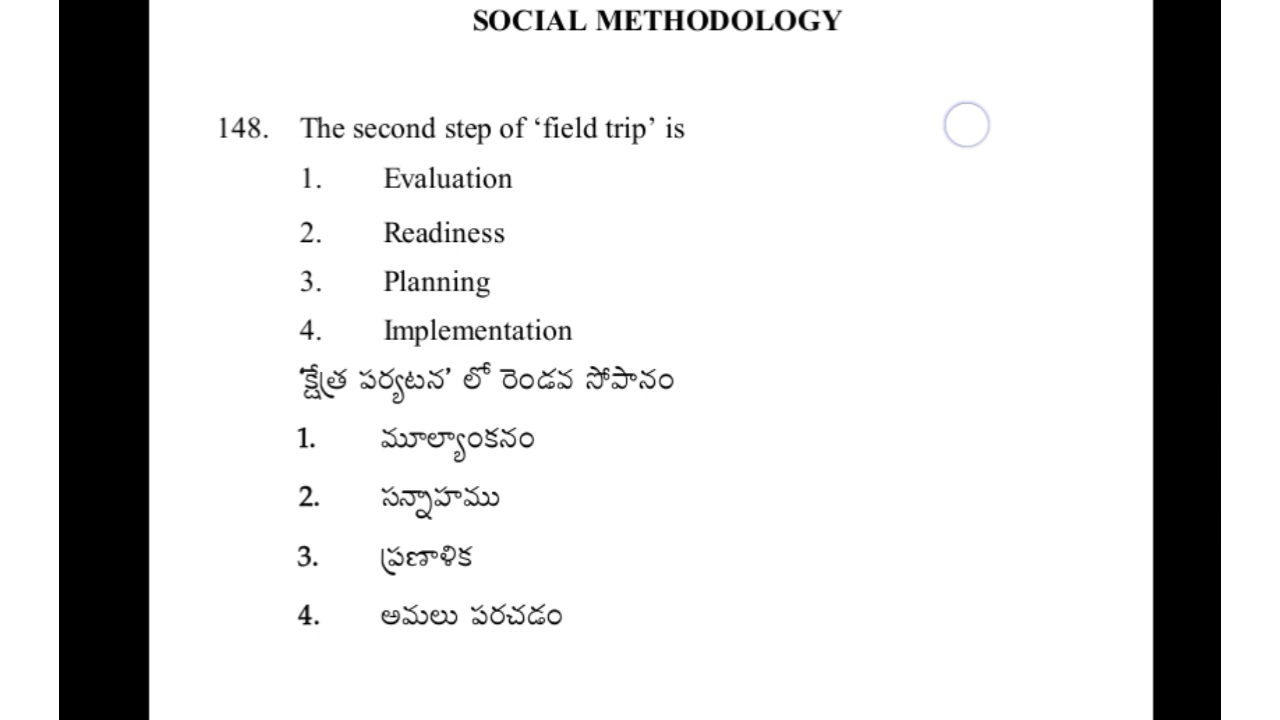 SOCIAL METHODOLOGY
148. The second step of ‘field trip’ is
1. Evaluation
2. Readiness
3. Planning
4. Implementation
‘క్షేత్ర పర్యటన’ లో రెండవ సోపానం
1. మూల్యాంకనం
2. సన్నాహము
3. ప్రణాళిక
4. అమలు పరచడం